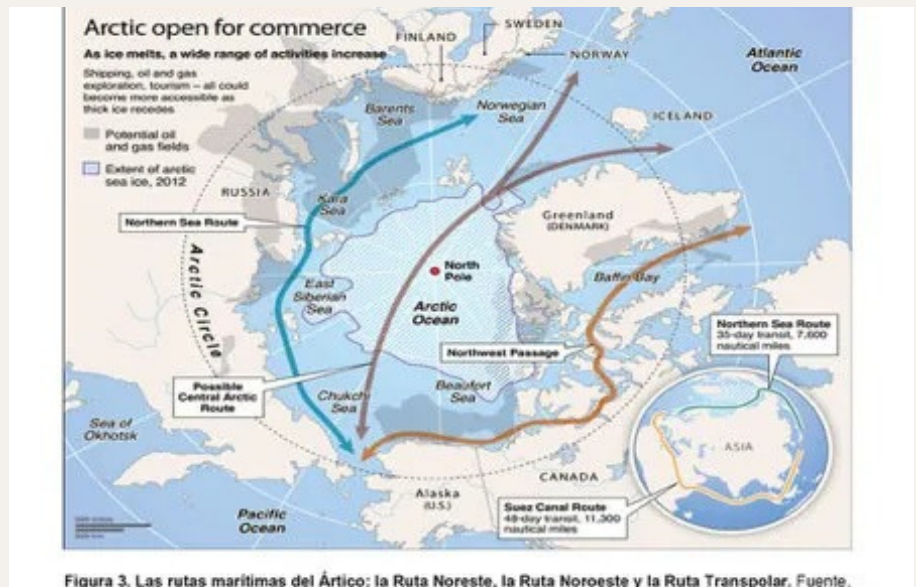 Arctic open for commerce
As ice melts, a wide range of activities increase
Shipping, oil and gas
exploration, tourism – all could
become more accessible as
thick ice recedes
Potential oil
and gas fields
Extent of arctic
sea ice, 2012
FINLAND
SWEDEN
NORWAY
Atlantic
Ocean
Barents
Sea
Norwegian
Sea
ICELAND
RUSSIA
Kara
Sea
Northern Sea Route
Greenland
(DENMARK)
Arctic Circle
North
Pole
Baffin Bay
East
Siberian
Sea
Arctic
Ocean
Northern Sea Route
35-day transit, 7,600
nautical miles
Northwest Passage
Possible
Central Arctic
Route
Chukchi
Sea
Beaufort
Sea
Sea of
Okhotsk
ASIA
CANADA
Alaska
(U.S.)
Suez Canal Route
48-day transit, 11,300
nautical miles
Pacific
Ocean
Figura 3. Las rutas marítimas del Ártico: la Ruta Noreste, la Ruta Noroeste y la Ruta Transpolar. Fuente.